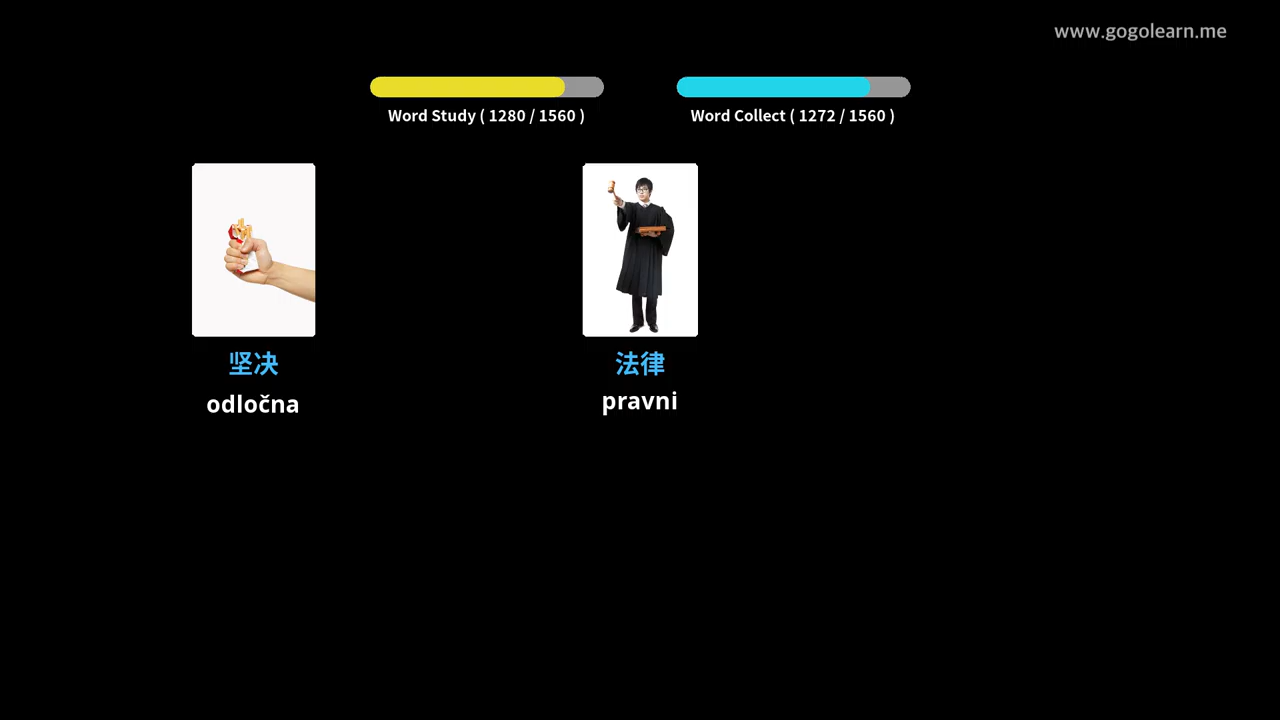 www.gogolearn.me
Word Study ( 1280 / 1560 )
Word Collect ( 1272 / 1560 )
坚决
法律
odločna
pravni